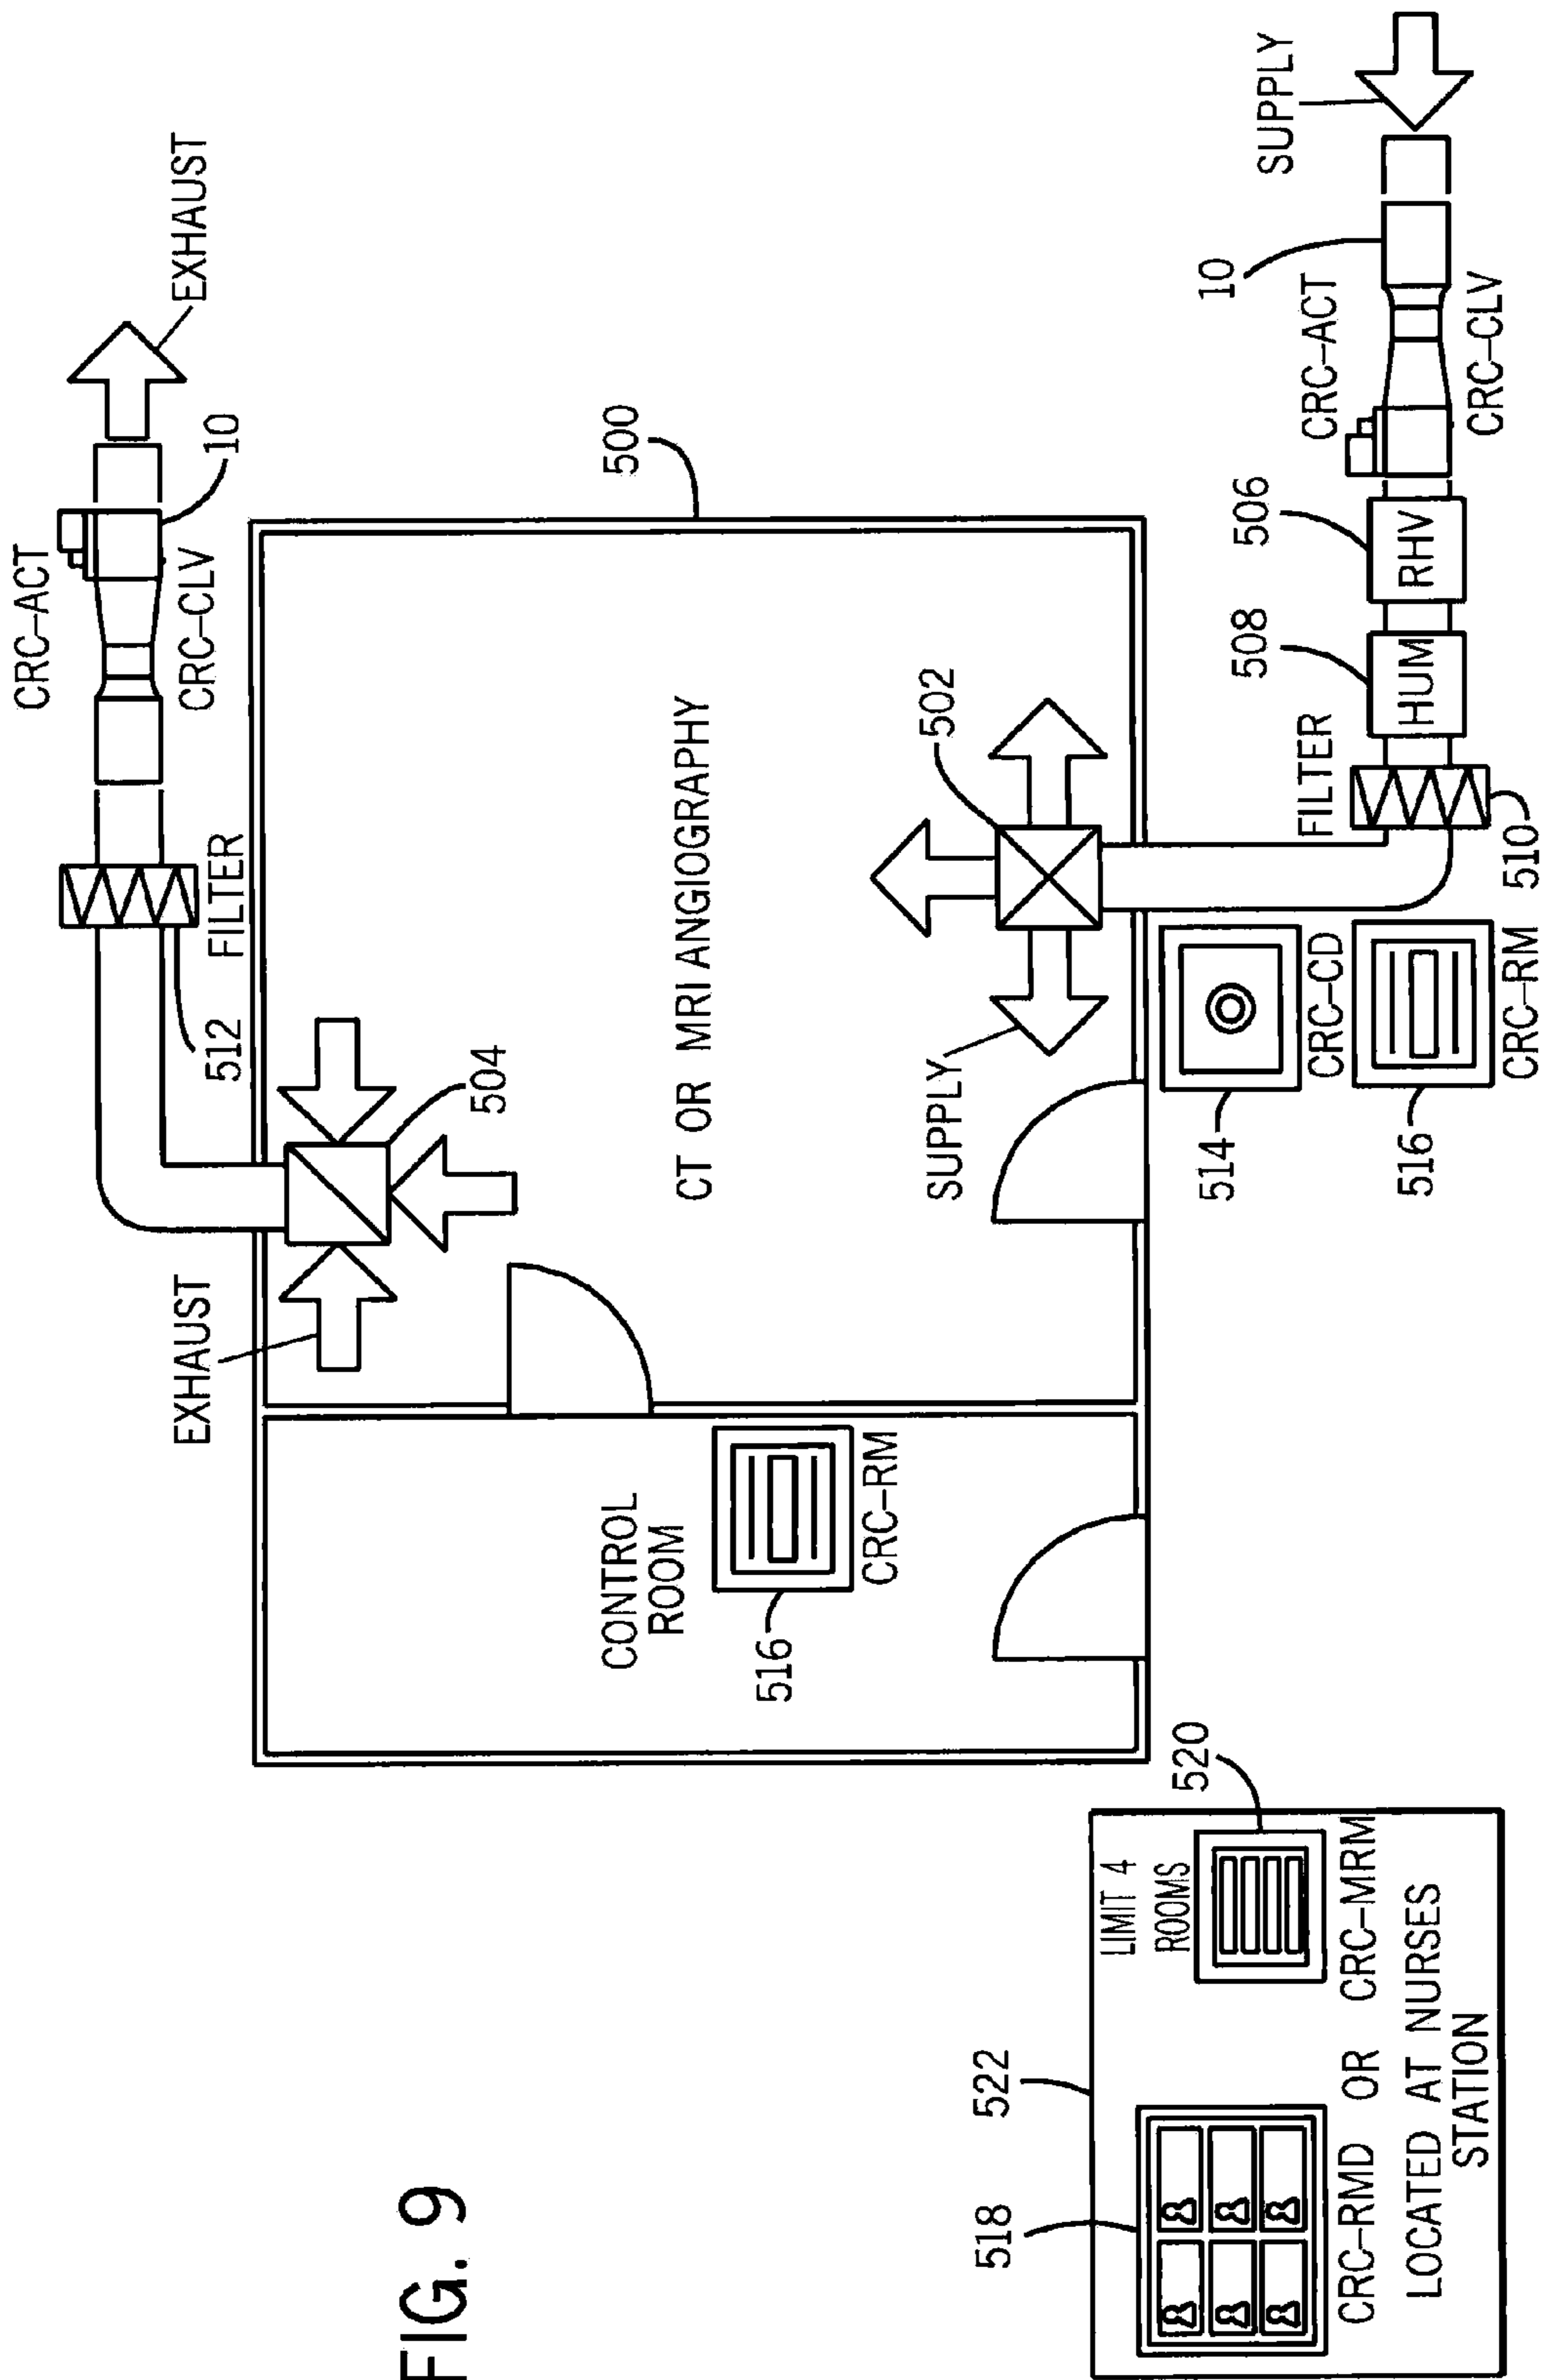 FIG. 9
CRC-ACT
EXHAUST
10
CRC-CLV
FILTER
512
EXHAUST
504
500
CONTROL
ROOM
CT OR MRI ANGIOGRAPHY
516
CRC-RM
502
SUPPLY
SUPPLY
10
CRC-ACT
CRC-CLV
506
RHV
508
HUM
FILTER
510
514
CRC-CD
516
CRC-RM
522
520
518
LIMIT 4
ROOMS
CRC-RMD OR CRC-MRM
LOCATED AT NURSES
STATION